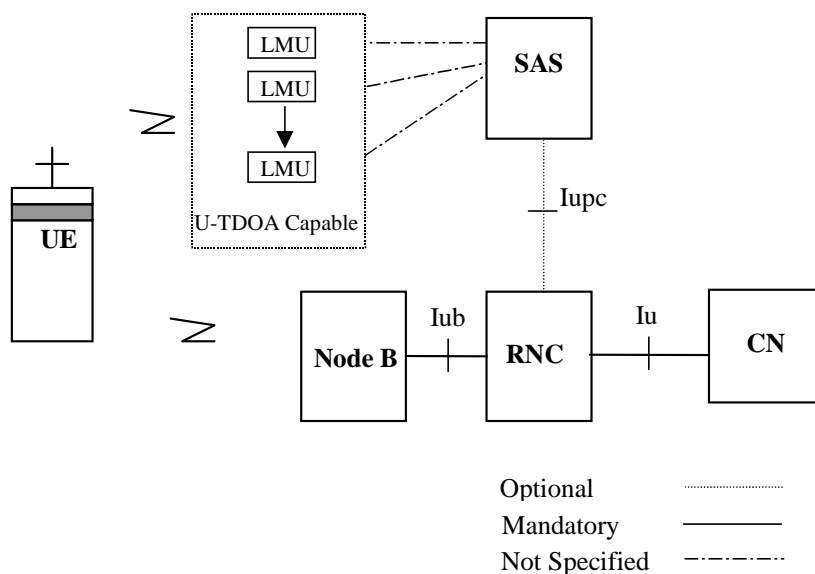 LMU
LMU
LMU
U-TDOA Capable
SAS
Iupc
UE
Node B
Iub
RNC
Iu
CN
Optional
Mandatory
Not Specified